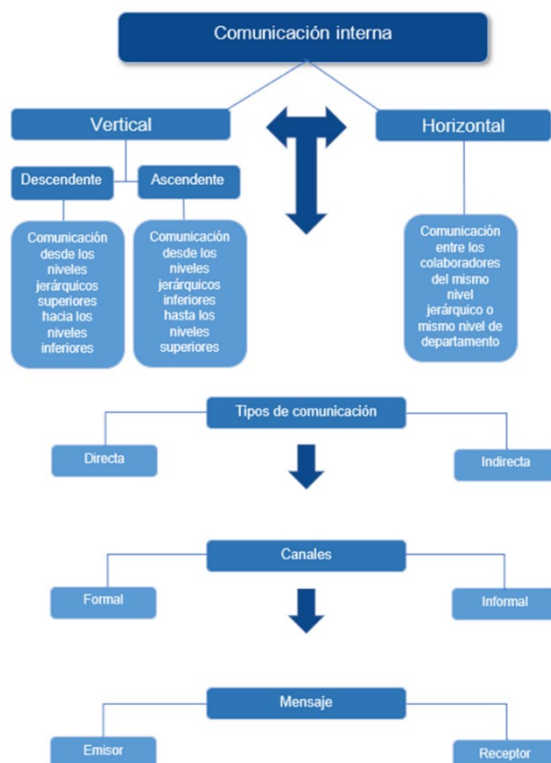 Comunicación interna
Vertical
Horizontal
Descendente
Ascendente
Comunicación
desde los
niveles
jerárquicos
superiores
hacia los
niveles
inferiores
Comunicación
desde los
niveles
jerárquicos
inferiores
hasta los
niveles
superiores
Comunicación
entre los
colaboradores
del mismo
nivel
jerárquico o
mismo nivel de
departamento
Tipos de comunicación
Directa
Indirecta
Canales
Formal
Informal
Mensaje
Emisor
Receptor